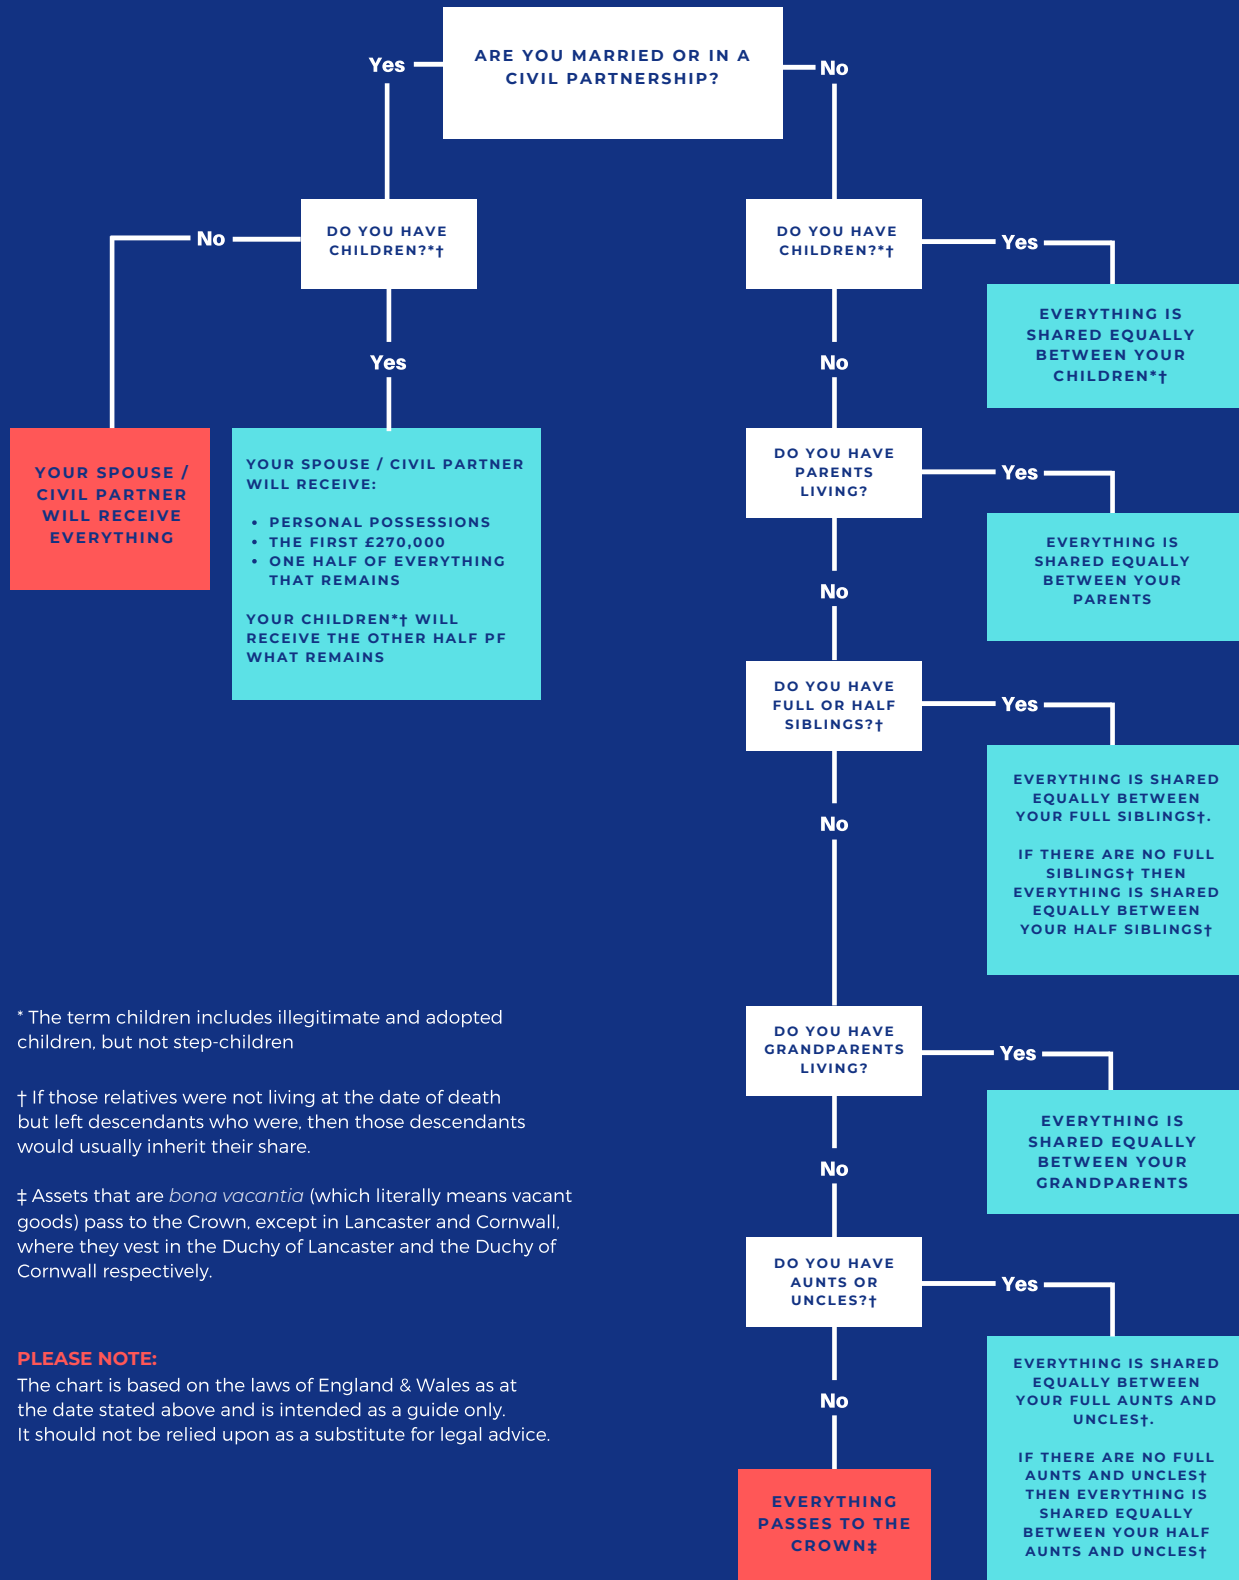 ARE YOU MARRIED OR IN A
CIVIL PARTNERSHIP?
Yes
No
DO YOU HAVE
CHILDREN?*†
No
Yes
YOUR SPOUSE /
CIVIL PARTNER
WILL RECEIVE
EVERYTHING
YOUR SPOUSE / CIVIL PARTNER
WILL RECEIVE:
• PERSONAL POSSESSIONS
• THE FIRST £270,000
• ONE HALF OF EVERYTHING
THAT REMAINS
YOUR CHILDREN*† WILL
RECEIVE THE OTHER HALF PF
WHAT REMAINS
DO YOU HAVE
CHILDREN?*†
Yes
EVERYTHING IS
SHARED EQUALLY
BETWEEN YOUR
CHILDREN*†
No
DO YOU HAVE
PARENTS
LIVING?
Yes
EVERYTHING IS
SHARED EQUALLY
BETWEEN YOUR
PARENTS
No
DO YOU HAVE
FULL OR HALF
SIBLINGS?†
Yes
EVERYTHING IS SHARED
EQUALLY BETWEEN
YOUR FULL SIBLINGS†.
IF THERE ARE NO FULL
SIBLINGS† THEN
EVERYTHING IS SHARED
EQUALLY BETWEEN
YOUR HALF SIBLINGS†
No
DO YOU HAVE
GRANDPARENTS
LIVING?
Yes
EVERYTHING IS
SHARED EQUALLY
BETWEEN YOUR
GRANDPARENTS
No
DO YOU HAVE
AUNTS OR
UNCLES?†
Yes
EVERYTHING IS SHARED
EQUALLY BETWEEN
YOUR FULL AUNTS AND
UNCLES†.
IF THERE ARE NO FULL
AUNTS AND UNCLES†
THEN EVERYTHING IS
SHARED EQUALLY
BETWEEN YOUR HALF
AUNTS AND UNCLES†
No
EVERYTHING
PASSES TO THE
CROWN‡
* The term children includes illegitimate and adopted
children, but not step-children
† If those relatives were not living at the date of death
but left descendants who were, then those descendants
would usually inherit their share.
‡ Assets that are bona vacantia (which literally means vacant
goods) pass to the Crown, except in Lancaster and Cornwall,
where they vest in the Duchy of Lancaster and the Duchy of
Cornwall respectively.
PLEASE NOTE:
The chart is based on the laws of England & Wales as at
the date stated above and is intended as a guide only.
It should not be relied upon as a substitute for legal advice.